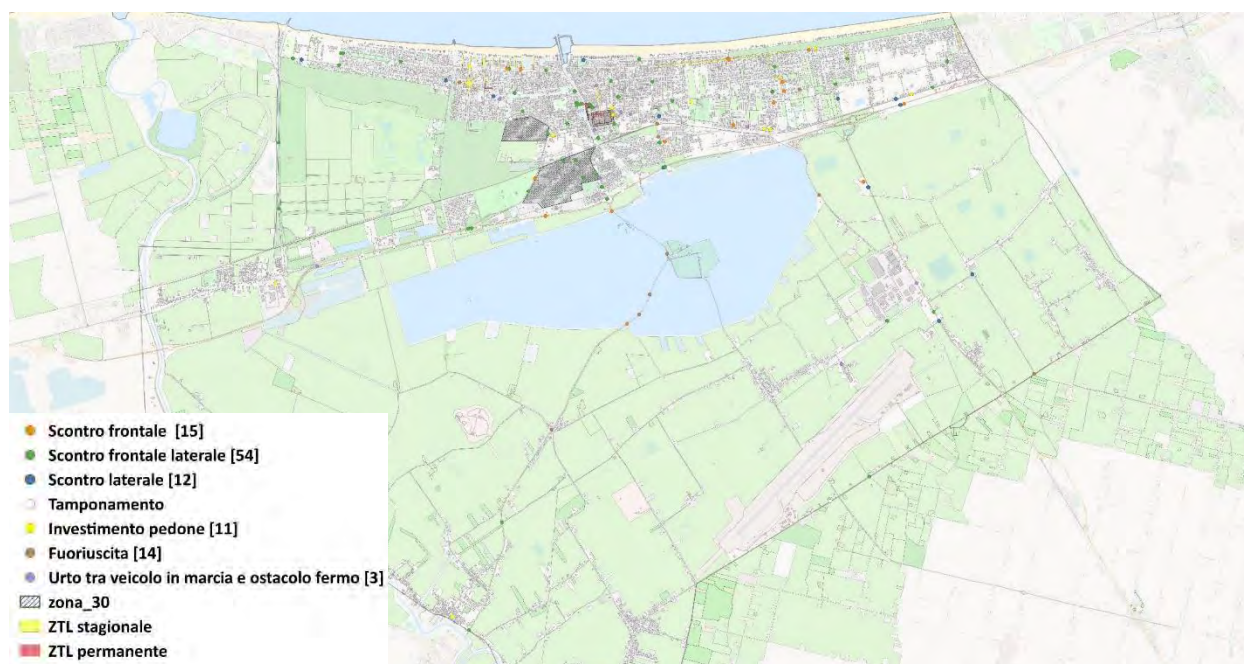 Scontro frontale [15]
Scontro frontale laterale [54]
Scontro laterale [12]
Tamponamento
Investimento pedone [11]
Fuoriuscita [14]
Urto tra veicolo in marcia e ostacolo fermo [3]
zona_30
ZTL stagionale
ZTL permanente